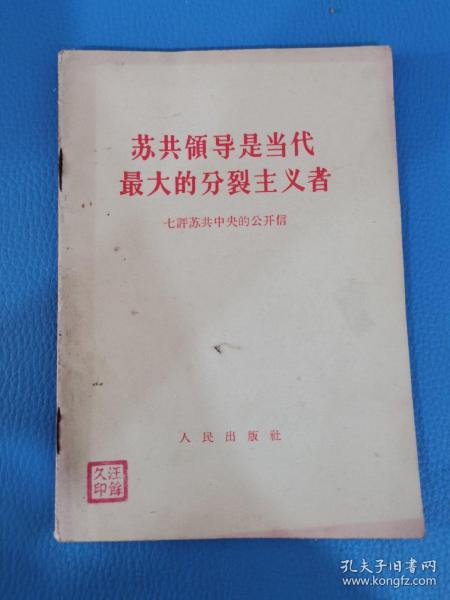 苏共領导是当代
最大的分裂主义者
七評苏共中央的公开信
人民出版社
汪餘
久印
孔夫子旧书网
www.kongfz.com